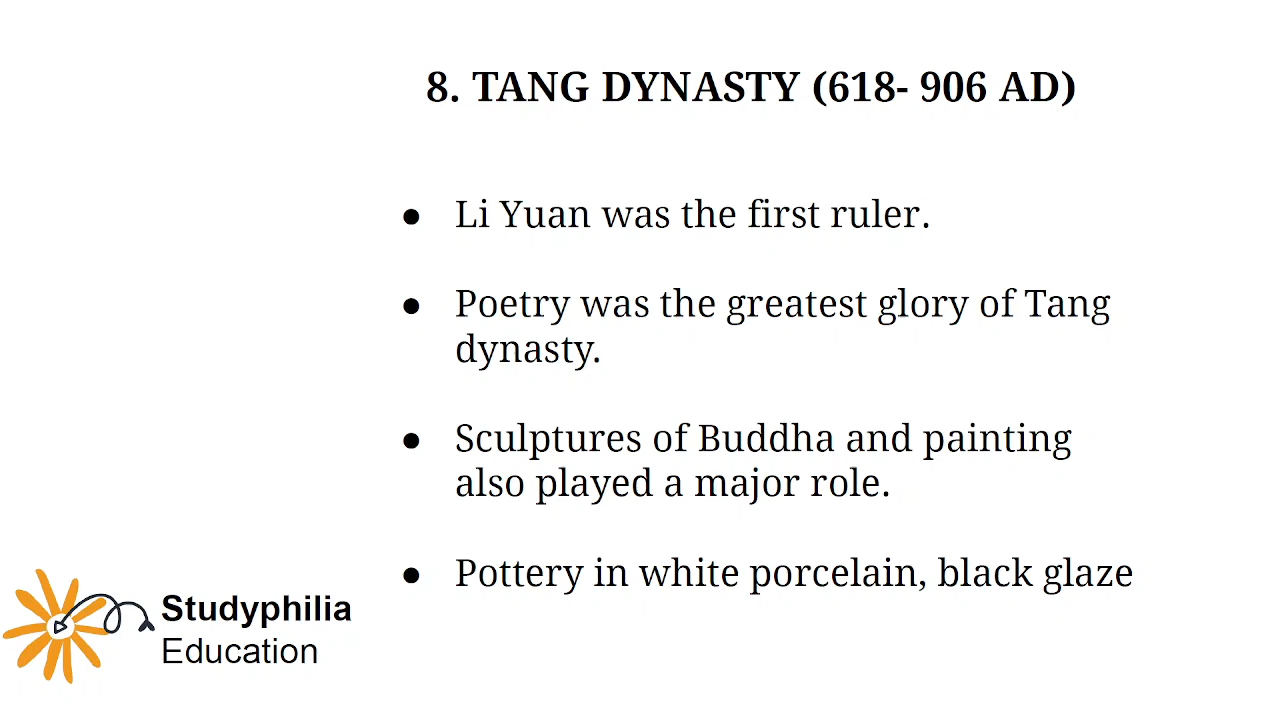 8. TANG DYNASTY (618- 906 AD)
● Li Yuan was the first ruler.
● Poetry was the greatest glory of Tang
dynasty.
● Sculptures of Buddha and painting
also played a major role.
● Pottery in white porcelain, black glaze
Studyphilia
Education